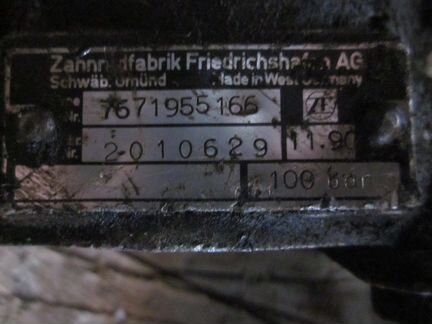 Zahnradfabrik Friedrichshafen AG
Schwäb. Gmünd Made in West Germany
7671955166 ZF
2010629 11.90
100 bar